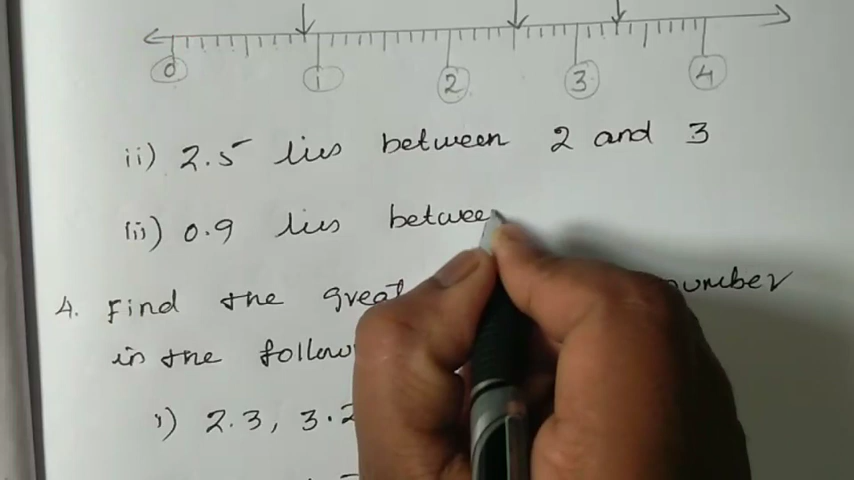 0 1 2 3 4
ii) 2.5 lies between 2 and 3
iii) 0.9 lies betwee
4. Find the great number
in the follow
i) 2.3, 3.2